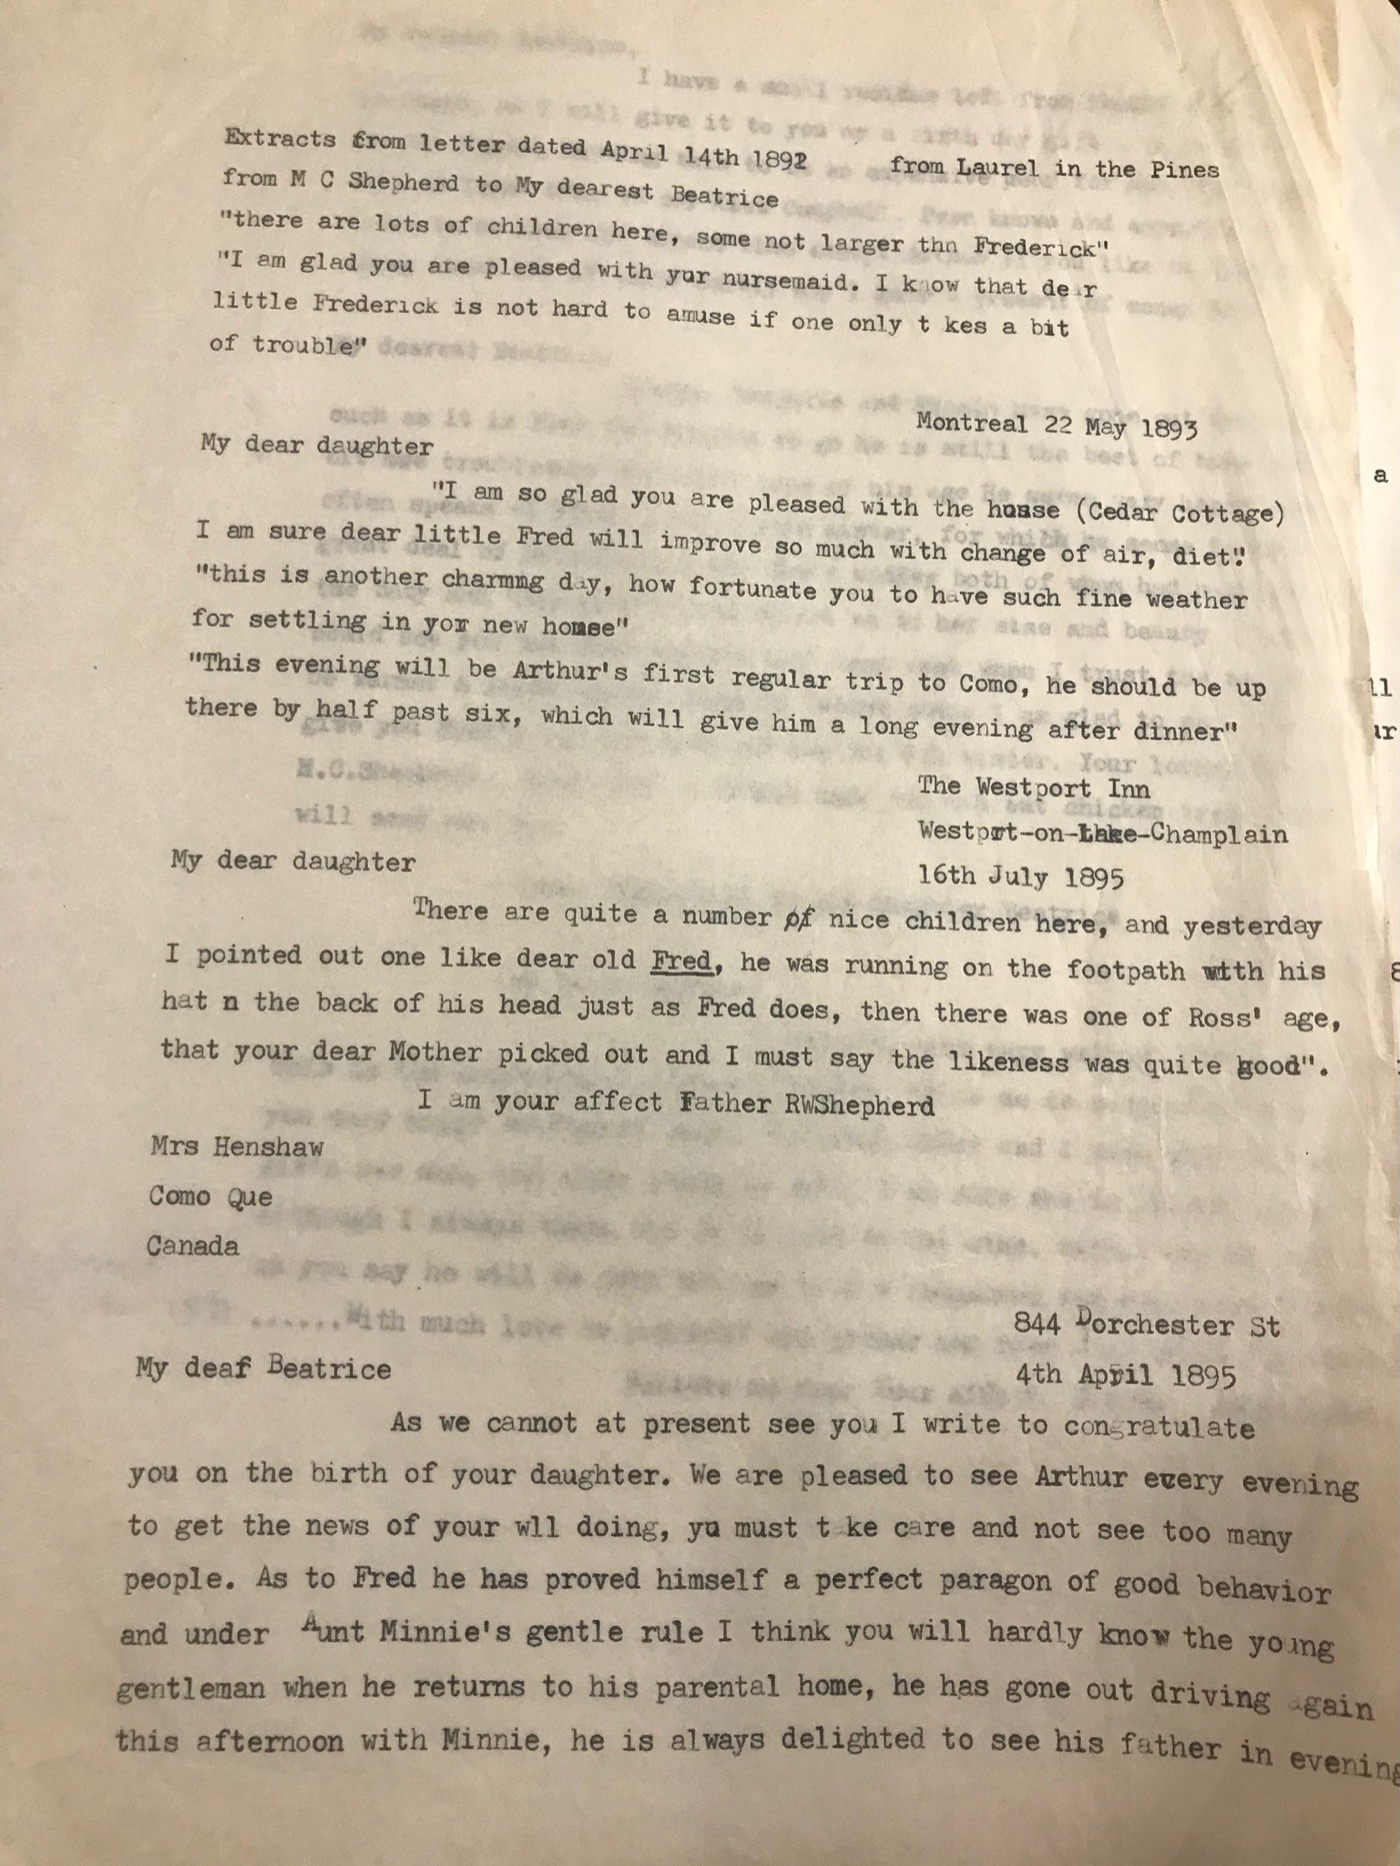 Extracts from letter dated April 14th 1892 from Laurel in the Pines
from M C Shepherd to My dearest Beatrice
"there are lots of children here, some not larger thn Frederick"
"I am glad you are pleased with yur nursemaid. I know that dear
little Frederick is not hard to amuse if one only t kes a bit
of trouble"
Montreal 22 May 1893
My dear daughter
"I am so glad you are pleased with the house (Cedar Cottage)
I am sure dear little Fred will improve so much with change of air, diet"
"this is another charming day, how fortunate you to have such fine weather
for settling in yor new house"
"This evening will be Arthur's first regular trip to Como, he should be up
there by half past six, which will give him a long evening after dinner"
The Westport Inn
Westport-on-Lake-Champlain
My dear daughter
16th July 1895
There are quite a number of nice children here, and yesterday
I pointed out one like dear old Fred, he was running on the footpath with his
hat n the back of his head just as Fred does, then there was one of Ross' age,
that your dear Mother picked out and I must say the likeness was quite good".
I am your affect Father RWShepherd
Mrs Henshaw
Como Que
Canada
844 Dorchester St
My deaf Beatrice
4th April 1895
As we cannot at present see you I write to congratulate
you on the birth of your daughter. We are pleased to see Arthur every evening
to get the news of your wll doing, yu must t ke care and not see too many
people. As to Fred he has proved himself a perfect paragon of good behavior
and under Aunt Minnie's gentle rule I think you will hardly know the young
gentleman when he returns to his parental home, he has gone out driving again
this afternoon with Minnie, he is always delighted to see his father in evening